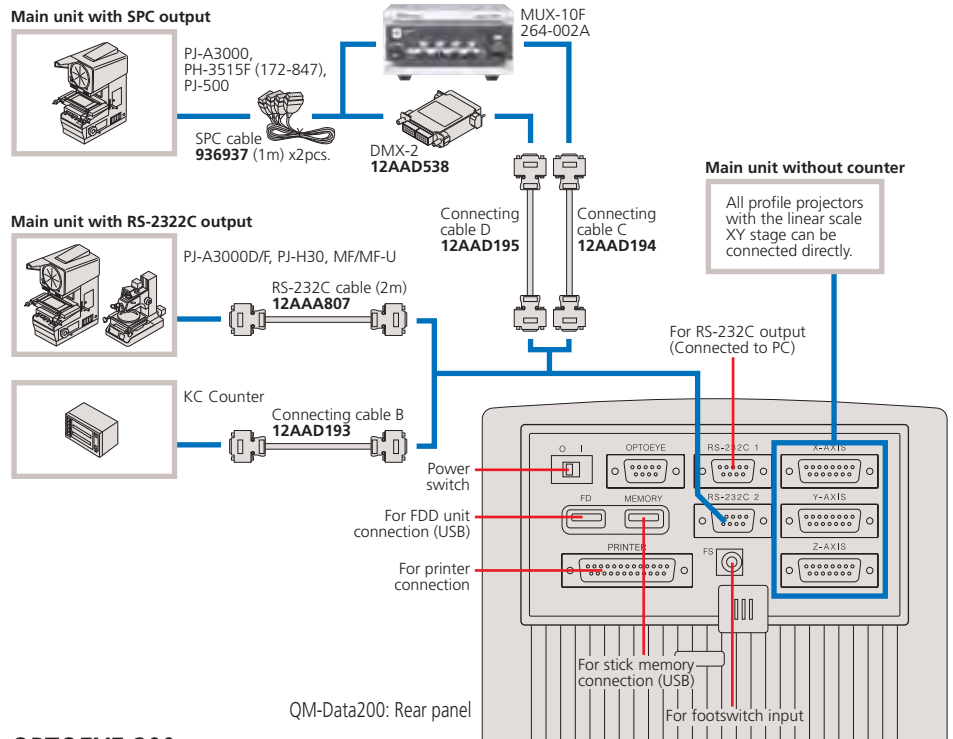 Main unit with SPC output
PJ-A3000,
PH-3515F (172-847),
PJ-500
SPC cable
936937 (1m) x2pcs.
MUX-10F
264-002A
DMX-2
12AAD538
Connecting
cable D
12AAD195
Connecting
cable C
12AAD194
Main unit without counter
All profile projectors
with the linear scale
XY stage can be
connected directly.
Main unit with RS-2322C output
PJ-A3000D/F, PJ-H30, MF/MF-U
RS-232C cable (2m)
12AAA807
KC Counter
Connecting cable B
12AAD193
For RS-232C output
(Connected to PC)
O I
OPTOEYE
RS-232C 1
X-AXIS
Power
switch
FD
MEMORY
RS-232C 2
Y-AXIS
For FDD unit
connection (USB)
PRINTER
FS
Z-AXIS
For printer
connection
For stick memory
connection (USB)
For footswitch input
QM-Data200: Rear panel